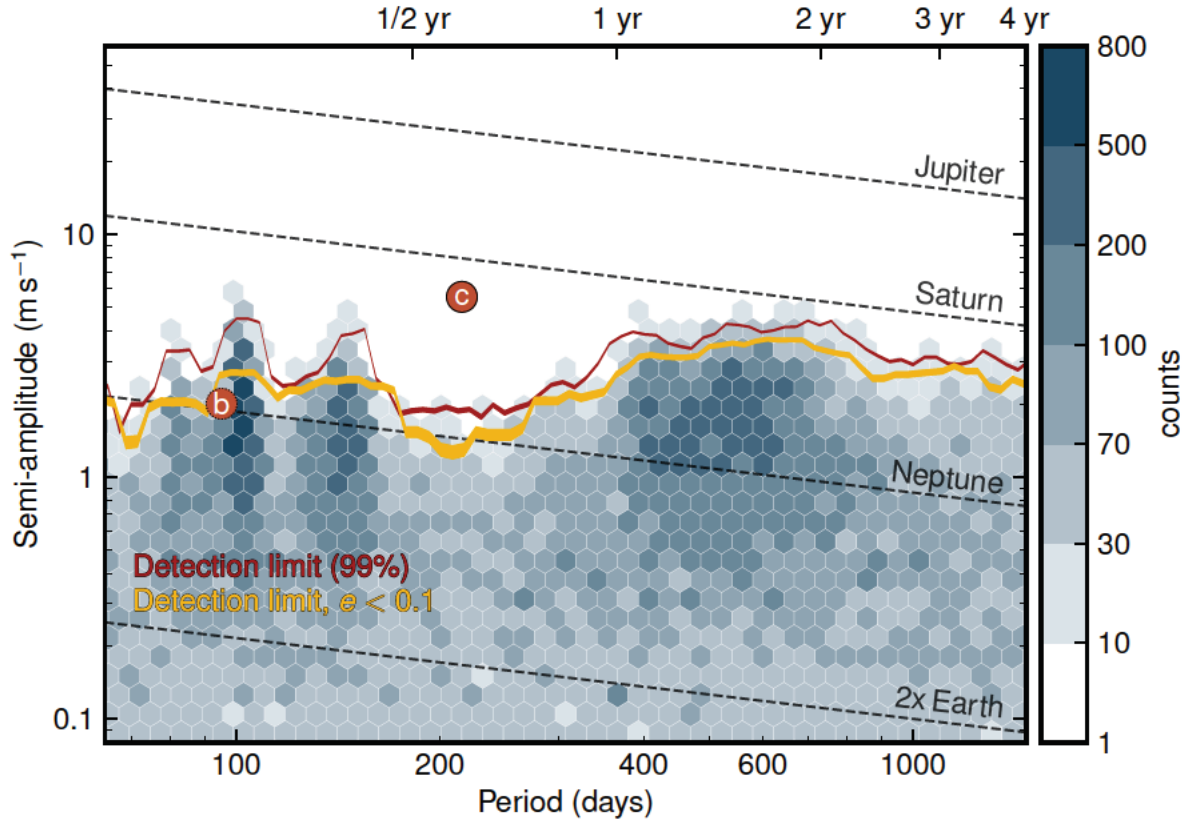 1/2 yr 1 yr 2 yr 3 yr 4 yr
800
500
200
100
70
30
10
1
counts
Semi-amplitude (m s⁻¹)
10
1
0.1
Jupiter
Saturn
c
b
Neptune
Detection limit (99%)
Detection limit, e < 0.1
2x Earth
100 200 400 600 1000
Period (days)